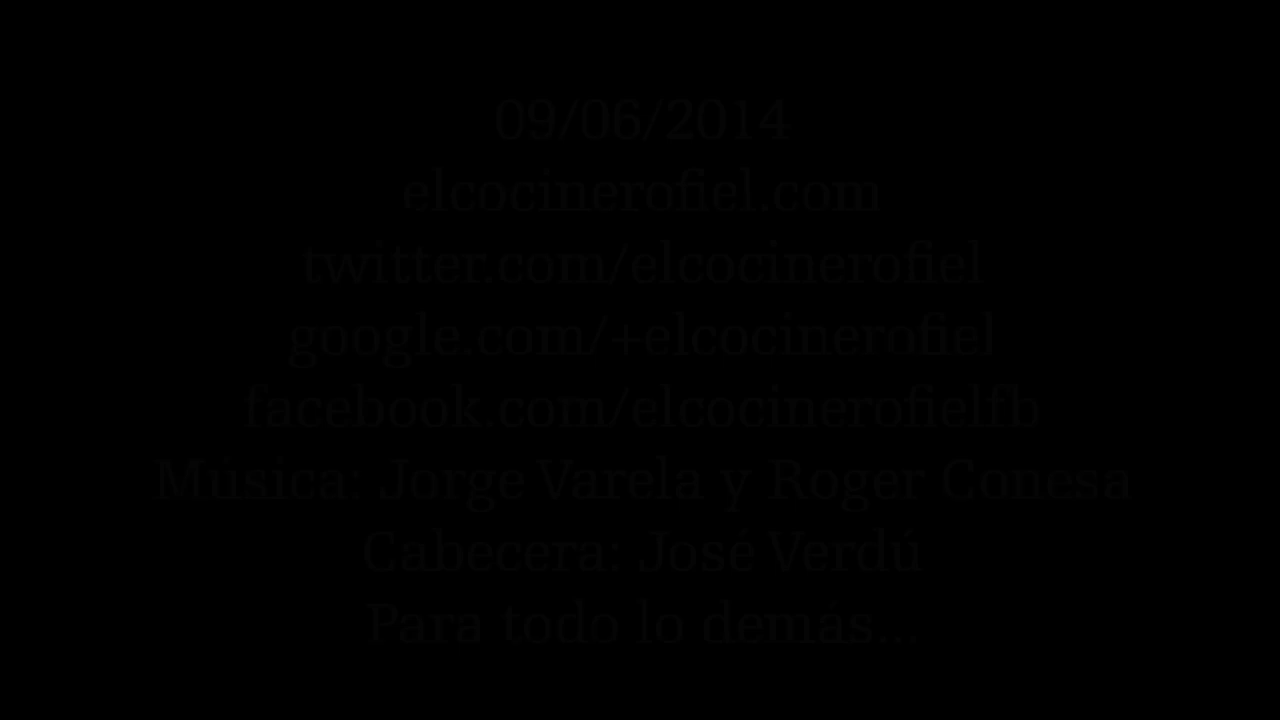 09/06/2014
elcocinerofiel.com
twitter.com/elcocinerofiel
google.com/+elcocinerofiel
facebook.com/elcocinerofielfb
Música: Jorge Varela y Roger Conesa
Cabecera: José Verdú
Para todo lo demás...